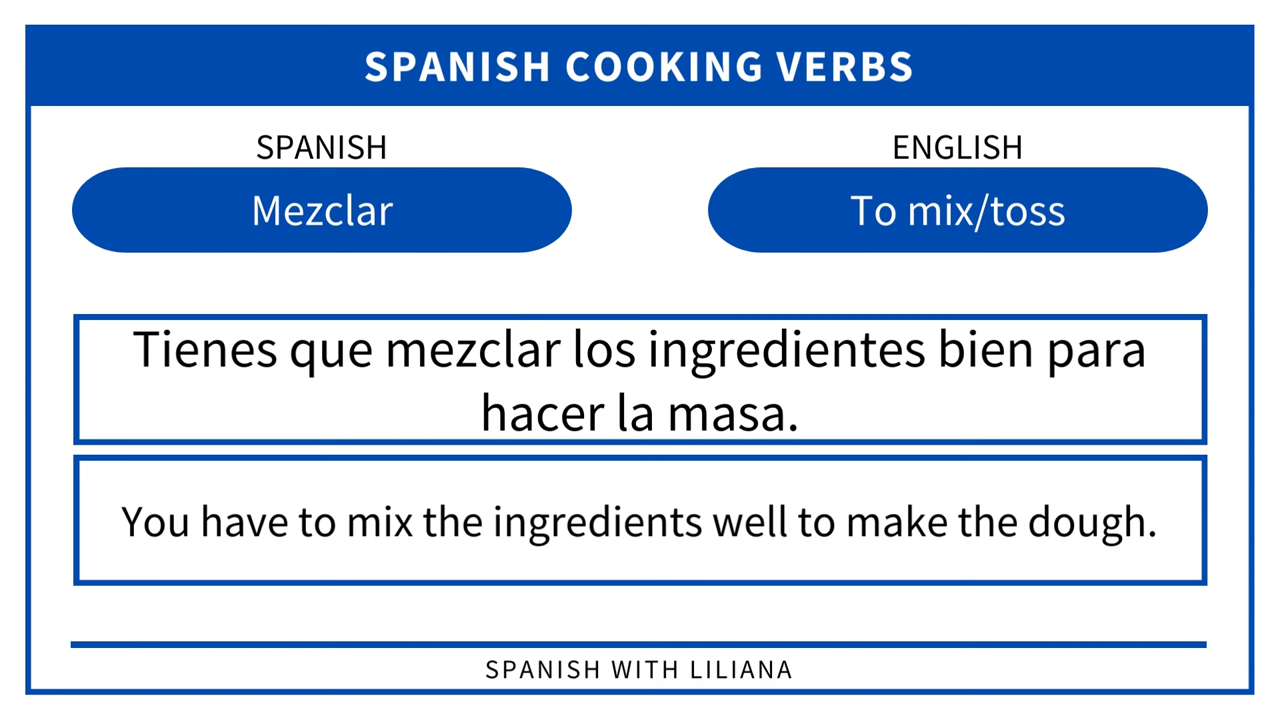 SPANISH COOKING VERBS
SPANISH
ENGLISH
Mezclar
To mix/toss
Tienes que mezclar los ingredientes bien para
hacer la masa.
You have to mix the ingredients well to make the dough.
SPANISH WITH LILIANA